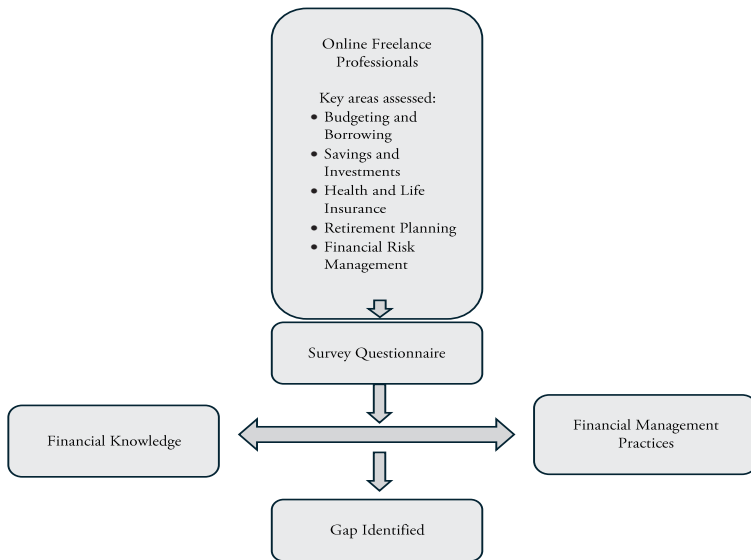 Online Freelance
Professionals
Key areas assessed:
• Budgeting and
Borrowing
• Savings and
Investments
• Health and Life
Insurance
• Retirement Planning
• Financial Risk
Management
Survey Questionnaire
Financial Knowledge
Financial Management
Practices
Gap Identified